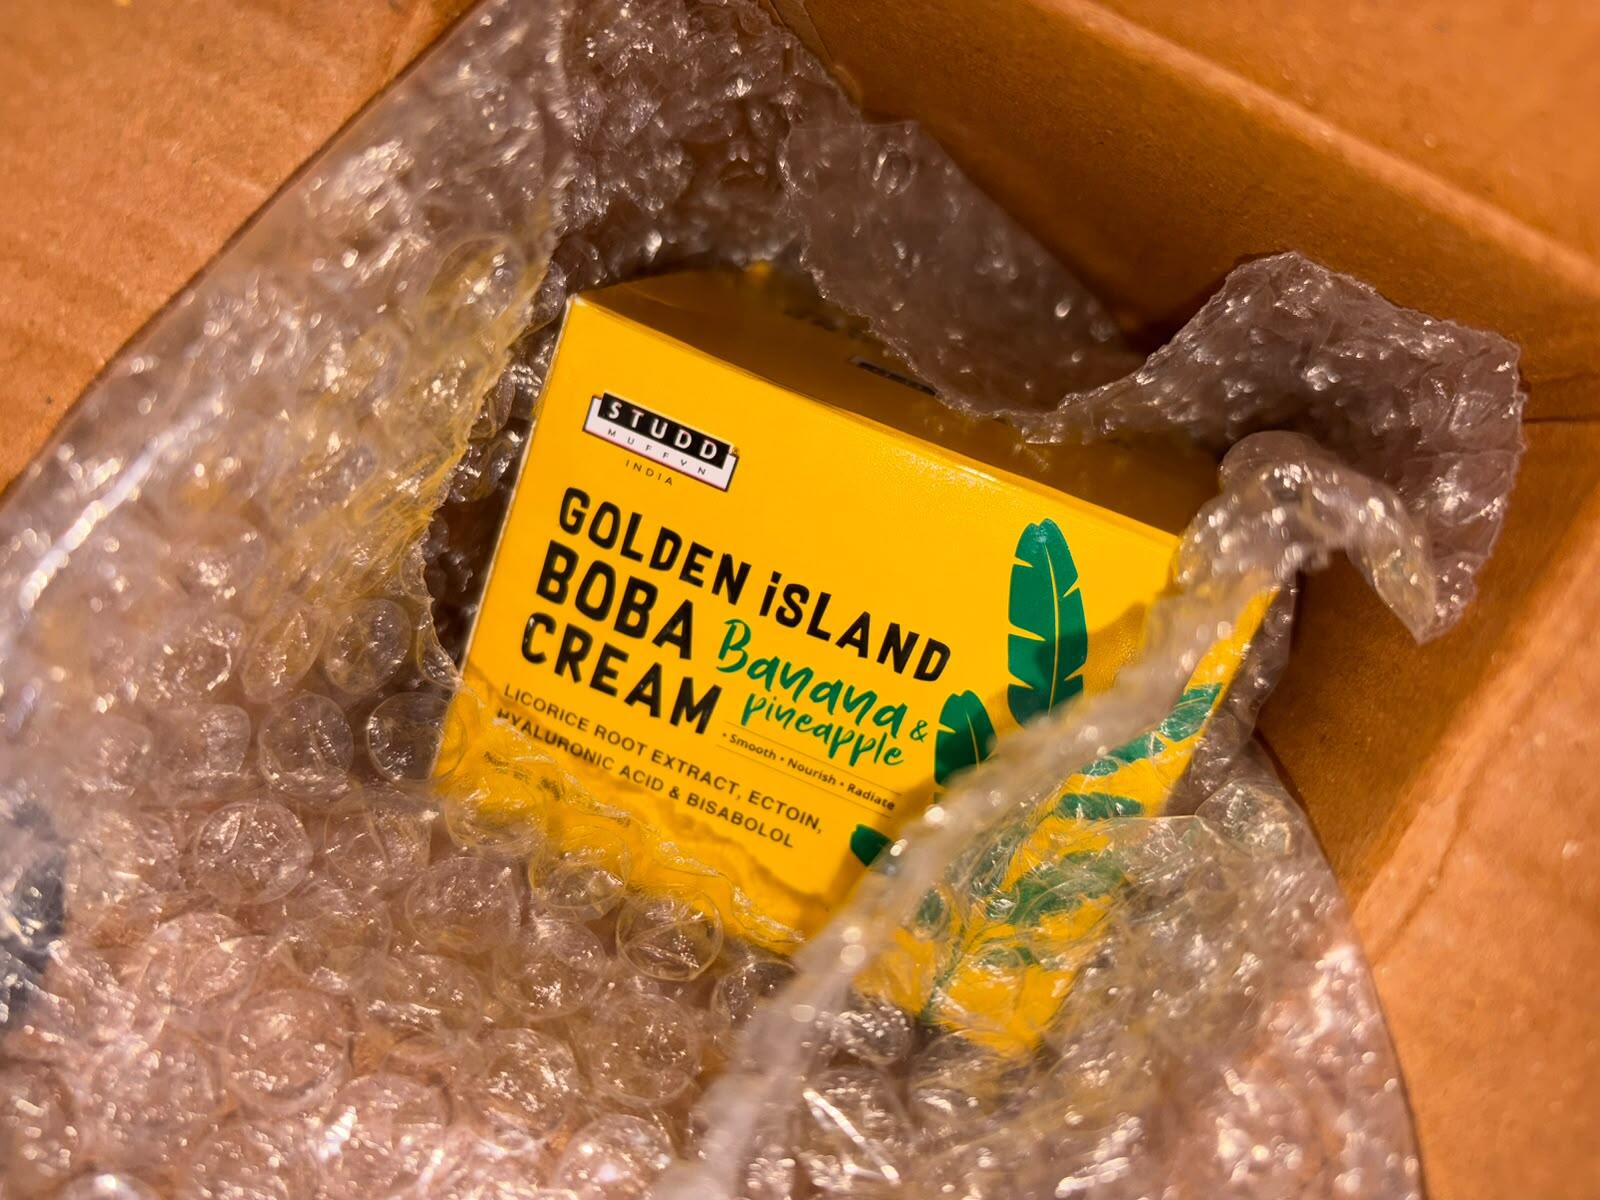 STUDD
MUFFYN
INDIA
GOLDEN iSLAND
BOBA
CREAM
Banana &
Pineapple
• Smooth • Nourish • Radiate
LICORICE ROOT EXTRACT, ECTOIN,
HYALURONIC ACID & BISABOLOL